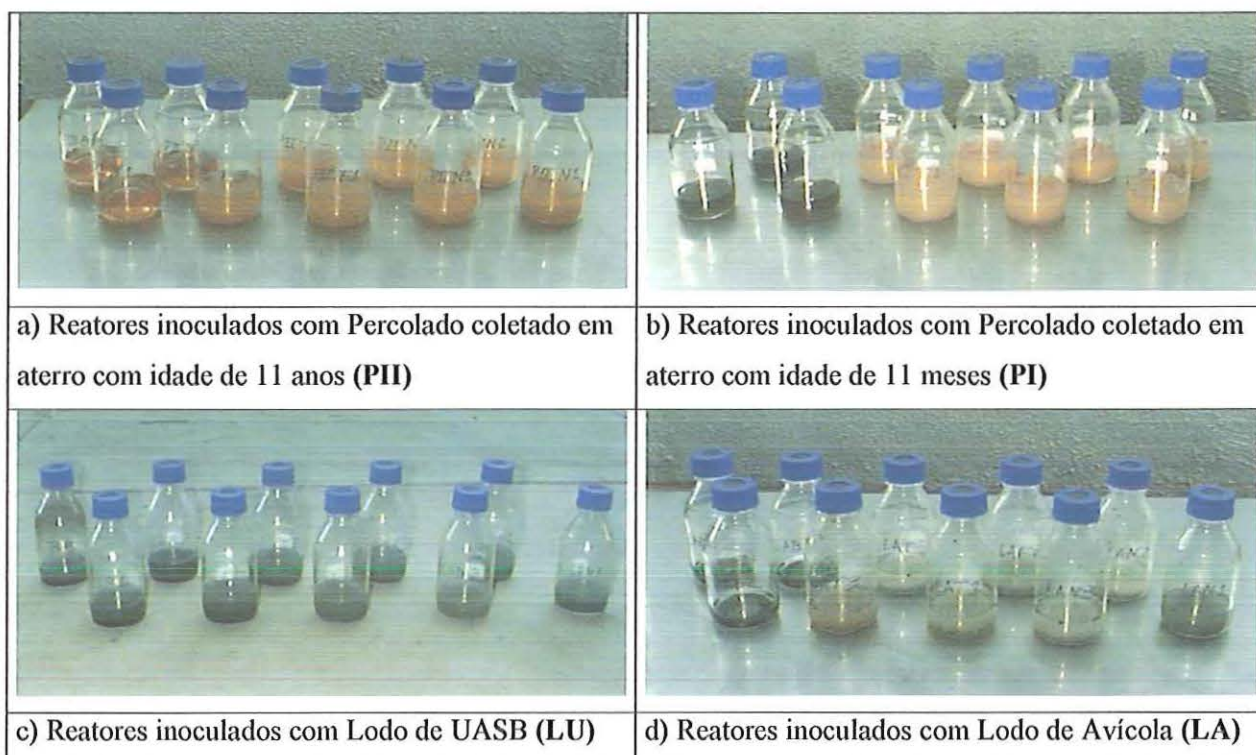 a) Reatores inoculados com Percolado coletado em
aterro com idade de 11 anos (PII)
b) Reatores inoculados com Percolado coletado em
aterro com idade de 11 meses (PI)
c) Reatores inoculados com Lodo de UASB (LU)
d) Reatores inoculados com Lodo de Avícola (LA)